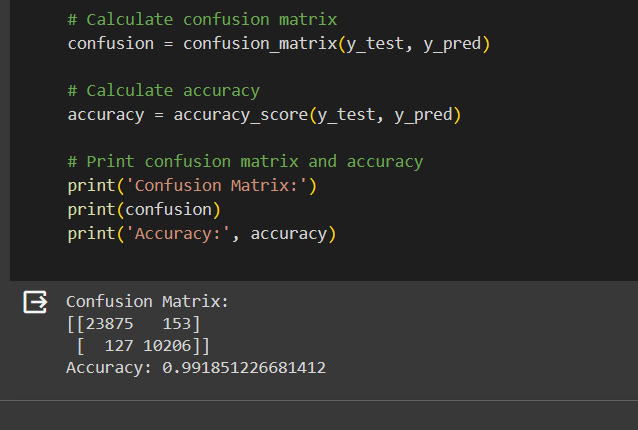 # Calculate confusion matrix
confusion = confusion_matrix(y_test, y_pred)
# Calculate accuracy
accuracy = accuracy_score(y_test, y_pred)
# Print confusion matrix and accuracy
print('Confusion Matrix:')
print(confusion)
print('Accuracy:', accuracy)
Confusion Matrix:
[[23875   153]
 [  127 10206]]
Accuracy: 0.991851226681412